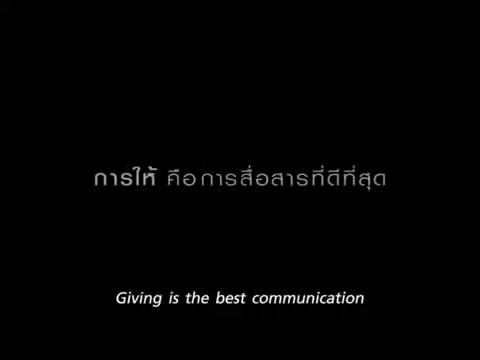 การให้ คือการสื่อสารที่ดีที่สุด
Giving is the best communication